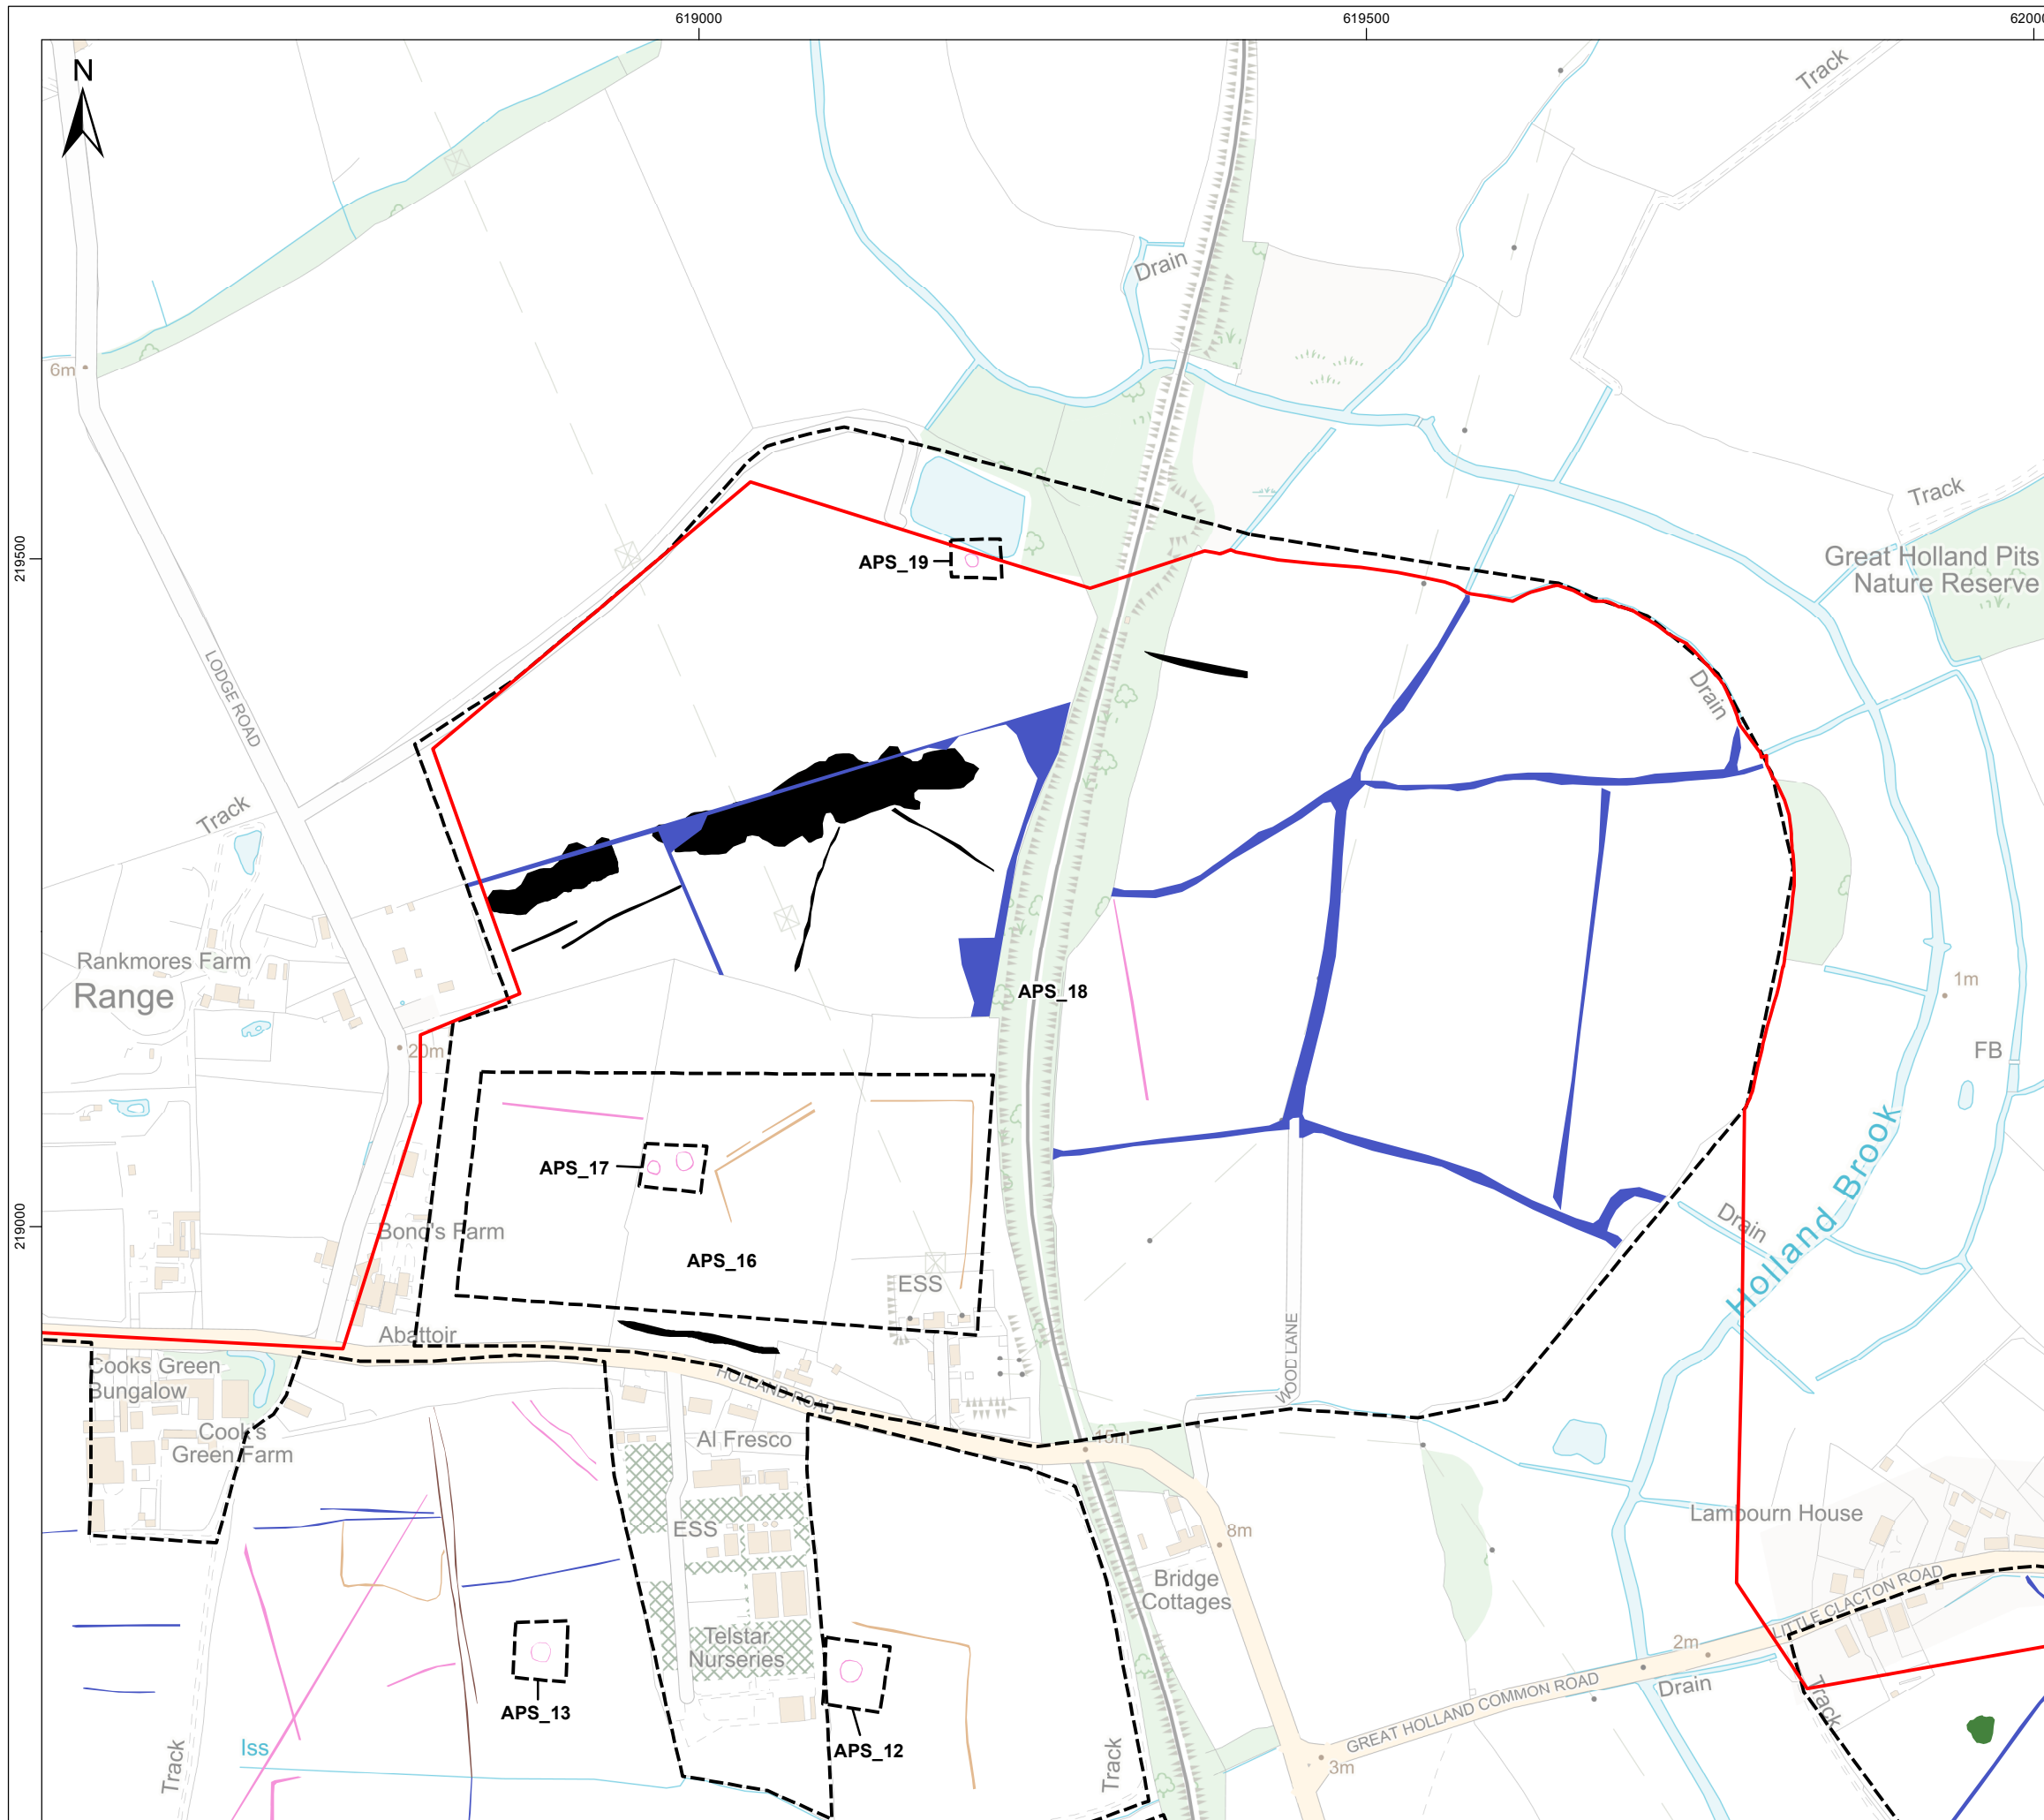 619000
619500
62000
N
Track
Drain
6m
219500
Track
Great Holland Pits
Nature Reserve
APS_19
LODGE ROAD
Drain
Track
Rankmores Farm
Range
APS_18
1m
20m
FB
APS_17
219000
Bond's Farm
Drain
APS_16
ESS
Holland Brook
Abattoir
Cooks Green
Bungalow
HOLLAND ROAD
WOOD LANE
Cook's
Green Farm
Al Fresco
15m
ESS
Lambourn House
8m
Bridge
Cottages
LITTLE CLACTON ROAD
Telstar
Nurseries
2m
Drain
GREAT HOLLAND COMMON ROAD
Track
APS_13
APS_12
Iss
Track
Track
3m